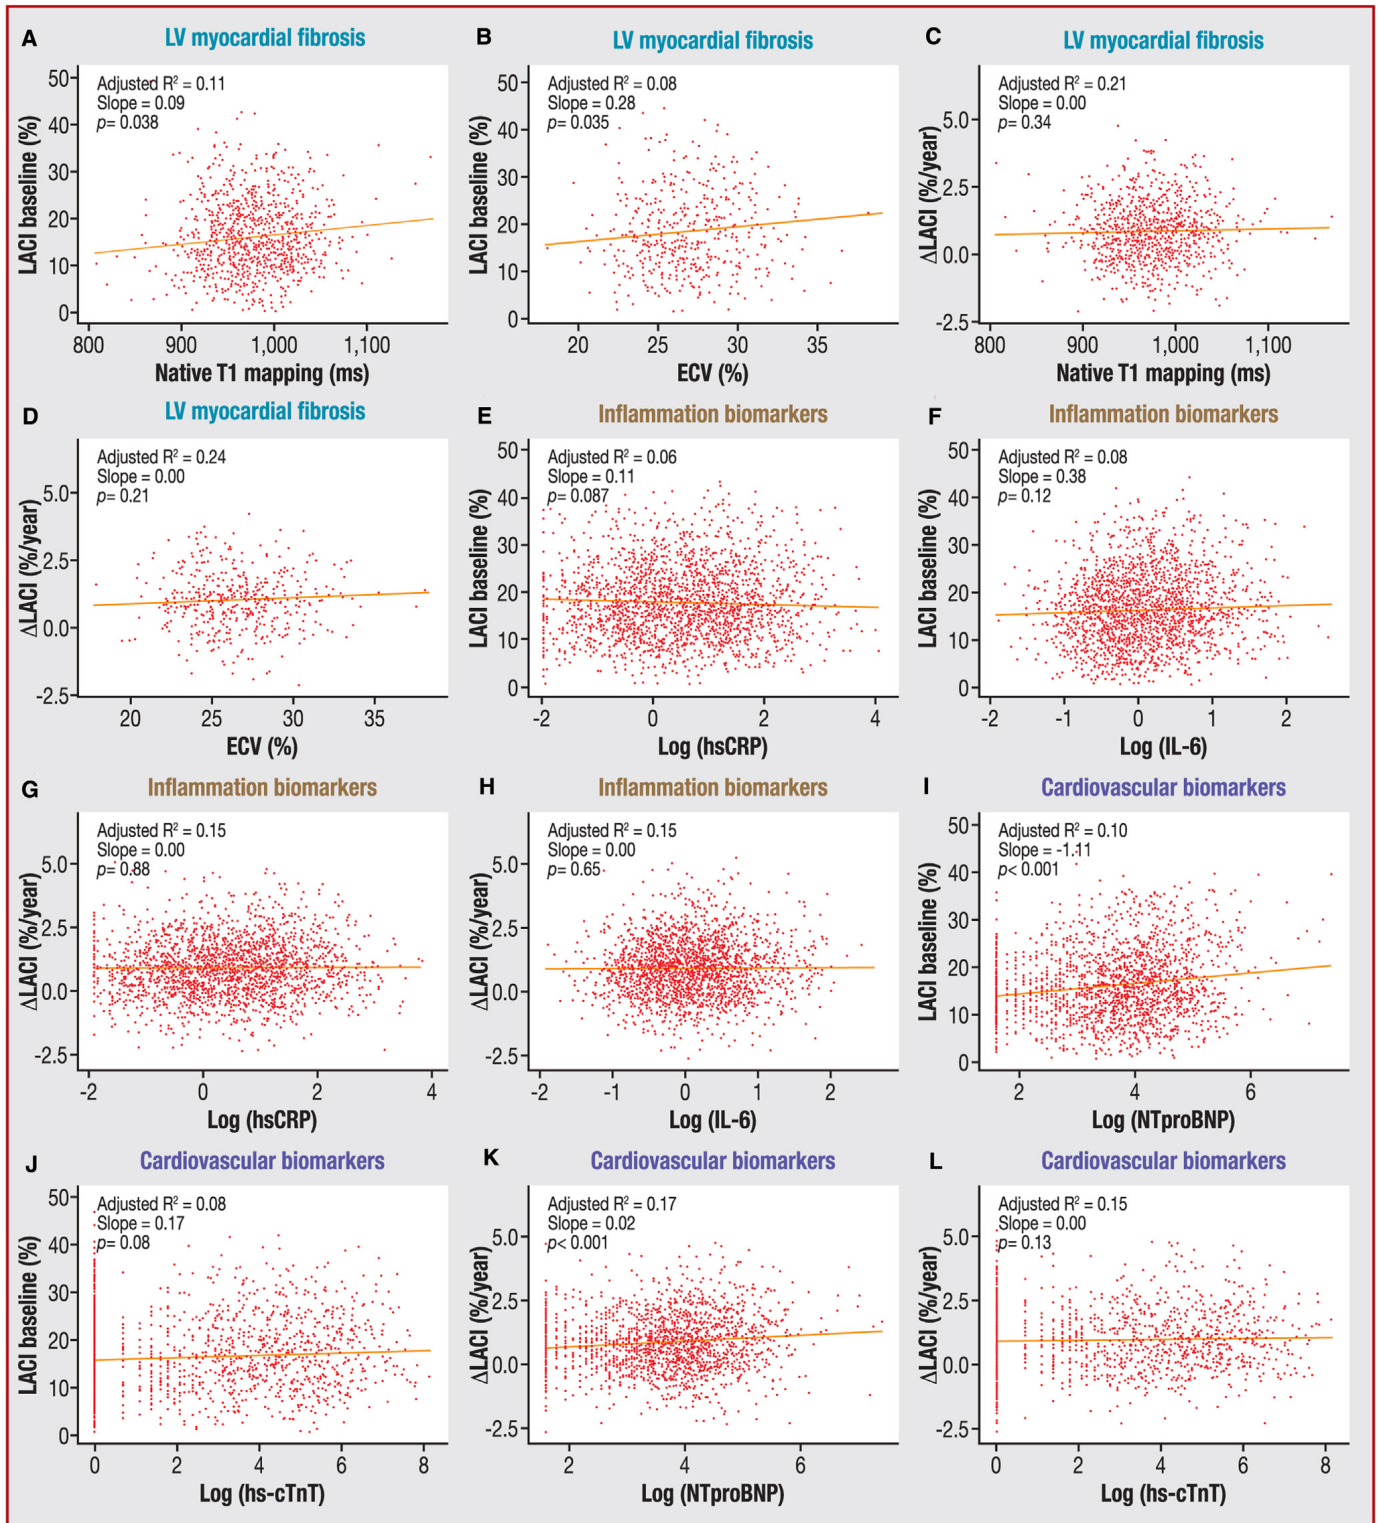 A
LV myocardial fibrosis
Adjusted R² = 0.11
Slope = 0.09
p= 0.038
LACI baseline (%)
50
40
30
20
10
0
800 900 1,000 1,100
Native T1 mapping (ms)
B
LV myocardial fibrosis
Adjusted R² = 0.08
Slope = 0.28
p= 0.035
LACI baseline (%)
50
40
30
20
10
0
20 25 30 35
ECV (%)
C
LV myocardial fibrosis
Adjusted R² = 0.21
Slope = 0.00
p= 0.34
ΔLACI (%/year)
5.0
2.5
0.0
-2.5
800 900 1,000 1,100
Native T1 mapping (ms)
D
LV myocardial fibrosis
Adjusted R² = 0.24
Slope = 0.00
p= 0.21
ΔLACI (%/year)
5.0
2.5
0.0
-2.5
20 25 30 35
ECV (%)
E
Inflammation biomarkers
Adjusted R² = 0.06
Slope = 0.11
p= 0.087
LACI baseline (%)
50
40
30
20
10
0
-2 0 2 4
Log (hsCRP)
F
Inflammation biomarkers
Adjusted R² = 0.08
Slope = 0.38
p= 0.12
LACI baseline (%)
50
40
30
20
10
0
-2 -1 0 1 2
Log (IL-6)
G
Inflammation biomarkers
Adjusted R² = 0.15
Slope = 0.00
p= 0.88
ΔLACI (%/year)
5.0
2.5
0.0
-2.5
-2 0 2 4
Log (hsCRP)
H
Inflammation biomarkers
Adjusted R² = 0.15
Slope = 0.00
p= 0.65
ΔLACI (%/year)
5.0
2.5
0.0
-2.5
-2 -1 0 1 2
Log (IL-6)
I
Cardiovascular biomarkers
Adjusted R² = 0.10
Slope = -1.11
p< 0.001
LACI baseline (%)
50
40
30
20
10
0
2 4 6
Log (NTproBNP)
J
Cardiovascular biomarkers
Adjusted R² = 0.08
Slope = 0.17
p= 0.08
LACI baseline (%)
50
40
30
20
10
0
0 2 4 6 8
Log (hs-cTnT)
K
Cardiovascular biomarkers
Adjusted R² = 0.17
Slope = 0.02
p< 0.001
ΔLACI (%/year)
5.0
2.5
0.0
-2.5
2 4 6
Log (NTproBNP)
L
Cardiovascular biomarkers
Adjusted R² = 0.15
Slope = 0.00
p= 0.13
ΔLACI (%/year)
5.0
2.5
0.0
-2.5
0 2 4 6 8
Log (hs-cTnT)